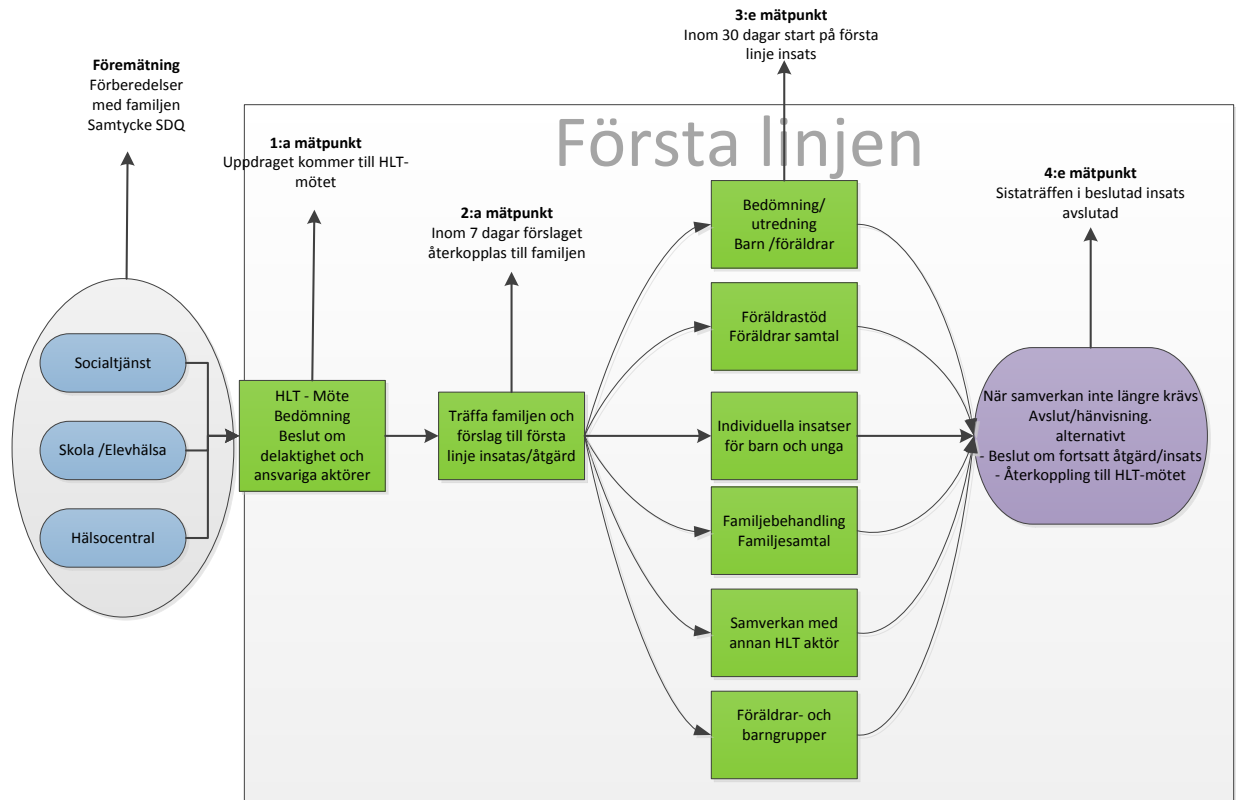 Föremätning
Förberedelser
med familjen
Samtycke SDQ
Socialtjänst
Skola /Elevhälsa
Hälsocentral
Första linjen
1:a mätpunkt
Uppdraget kommer till HLT-
mötet
HLT - Möte
Bedömning
Beslut om
delaktighet och
ansvariga aktörer
2:a mätpunkt
Inom 7 dagar förslaget
återkopplas till familjen
Träffa familjen och
förslag till första
linje insatas/åtgärd
3:e mätpunkt
Inom 30 dagar start på första
linje insats
Bedömning/
utredning
Barn /föräldrar
Föräldrastöd
Föräldrar samtal
Individuella insatser
för barn och unga
Familjebehandling
Familjesamtal
Samverkan med
annan HLT aktör
Föräldrar- och
barngrupper
4:e mätpunkt
Sistaträffen i beslutad insats
avslutad
När samverkan inte längre krävs
Avslut/hänvisning.
alternativt
- Beslut om fortsatt åtgärd/insats
- Återkoppling till HLT-mötet